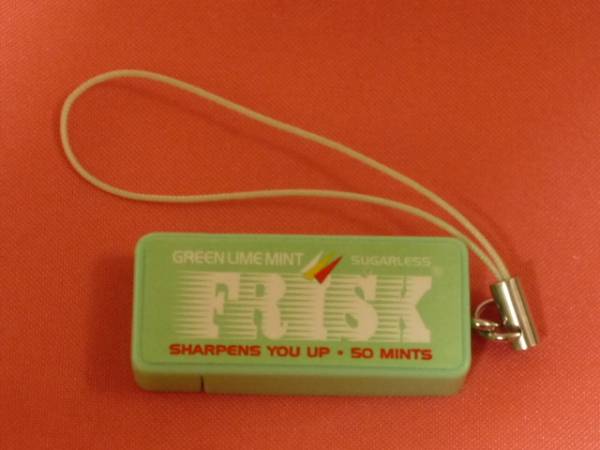 GREEN LIME MINT SUGARLESS
FRISK
SHARPENS YOU UP • 50 MINTS